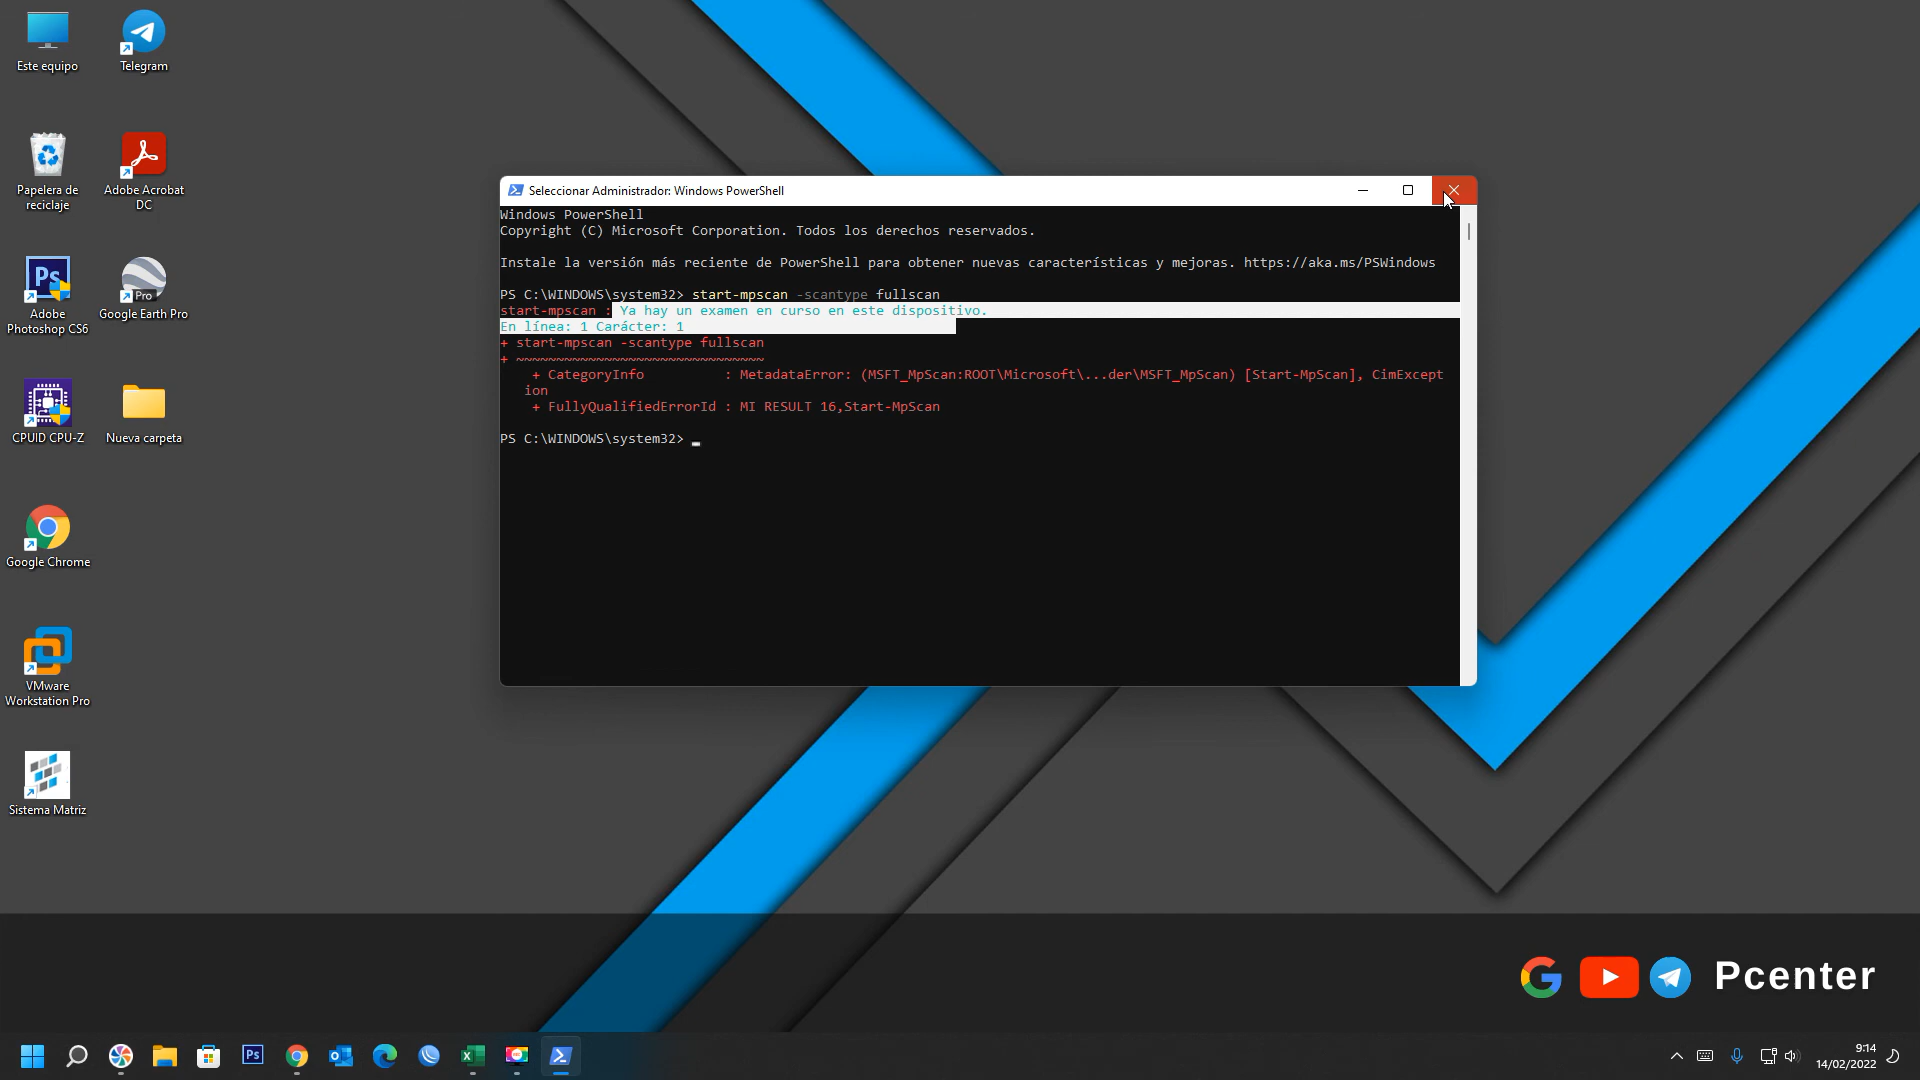 Este equipo
Telegram
Papelera de
reciclaje
Adobe Acrobat
DC
Adobe
Photoshop CS6
Google Earth Pro
CPUID CPU-Z
Nueva carpeta
Google Chrome
VMware
Workstation Pro
Sistema Matriz
Ps
Pro
Seleccionar Administrador: Windows PowerShell
Windows PowerShell
Copyright (C) Microsoft Corporation. Todos los derechos reservados.
Instale la versión más reciente de PowerShell para obtener nuevas características y mejoras. https://aka.ms/PSWindows
PS C:\WINDOWS\system32> start-mpscan -scantype fullscan
start-mpscan : Ya hay un examen en curso en este dispositivo.
En línea: 1 Carácter: 1
+ start-mpscan -scantype fullscan
+ ~~~~~~~~~~~~~~~~~~~~~~~~~~~~~~~
+ CategoryInfo : MetadataError: (MSFT_MpScan:ROOT\Microsoft\...der\MSFT_MpScan) [Start-MpScan], CimExcept
ion
+ FullyQualifiedErrorId : MI RESULT 16,Start-MpScan
PS C:\WINDOWS\system32>
Pcenter
Ps
9:14
14/02/2022